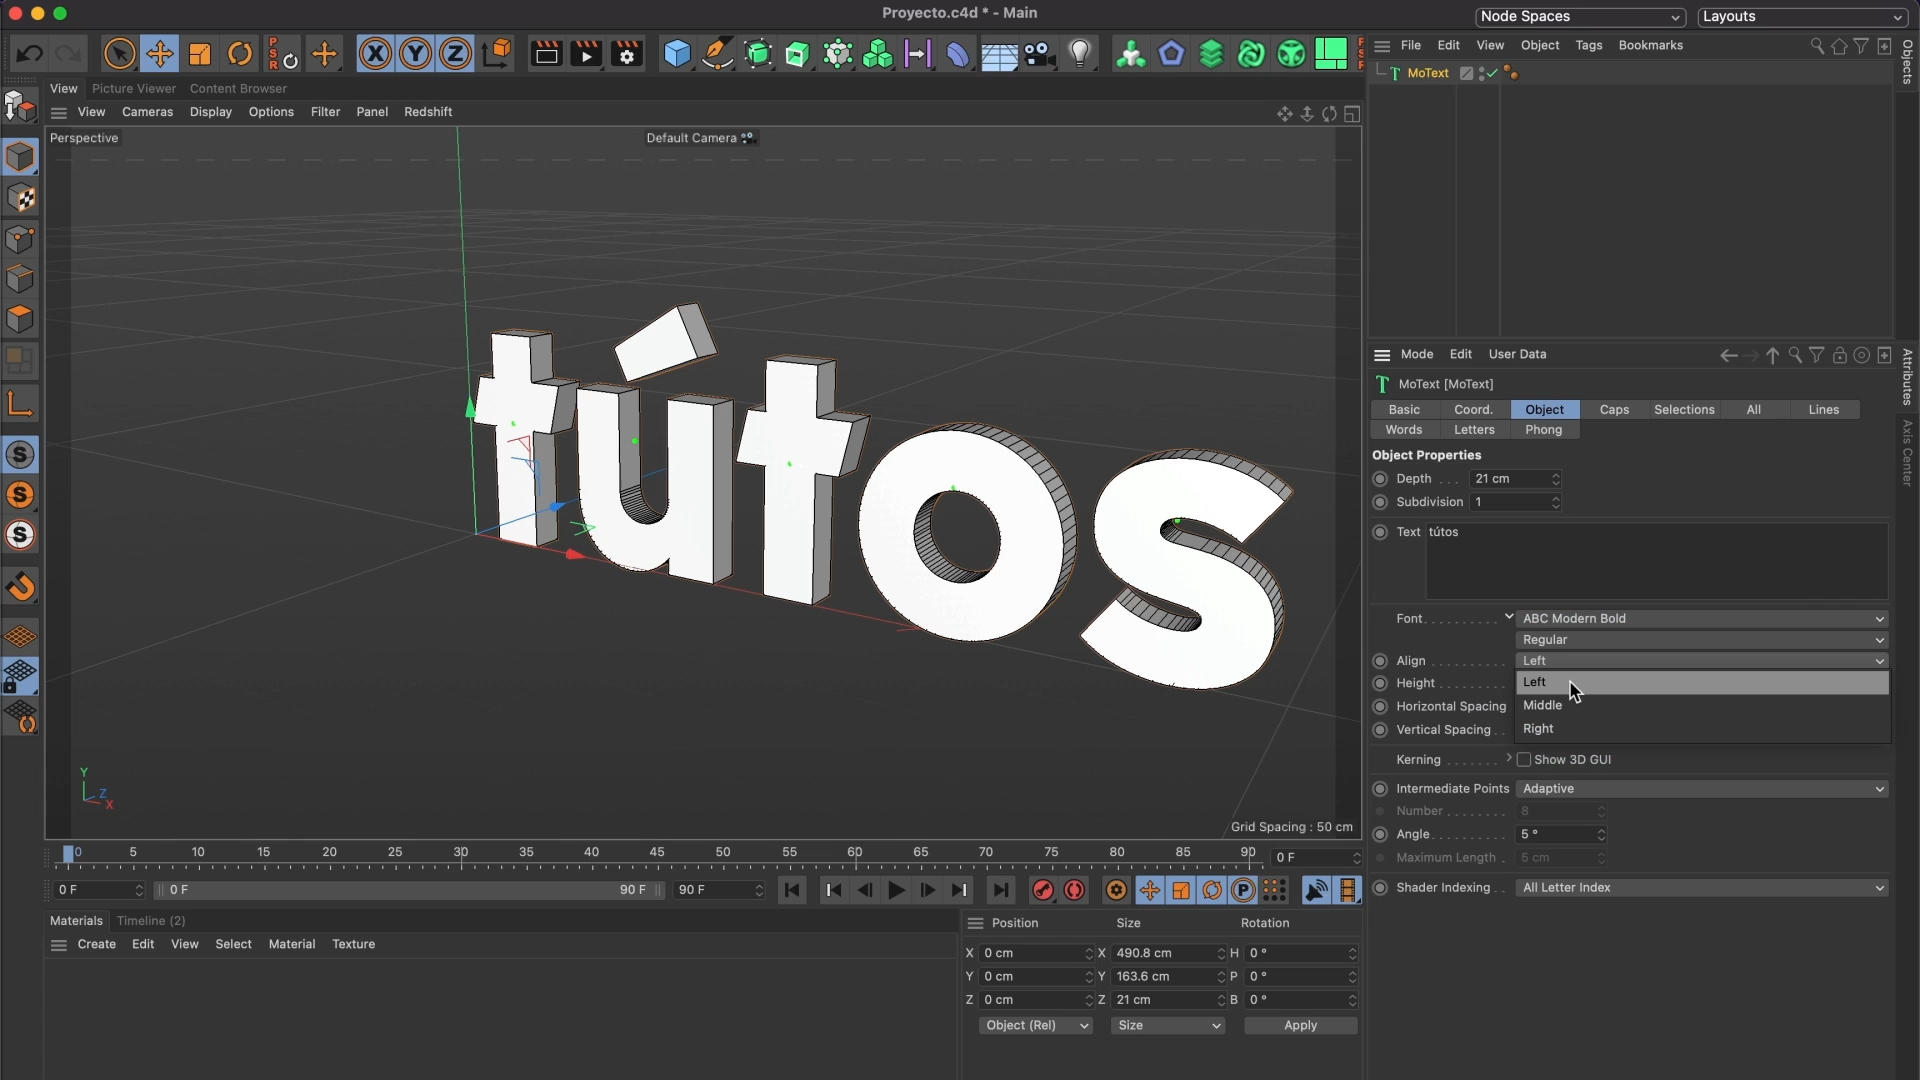 Proyecto.c4d * - Main
Node Spaces
Layouts
File Edit View Object Tags Bookmarks
Objects
MoText
View Picture Viewer Content Browser
View Cameras Display Options Filter Panel Redshift
Perspective
Default Camera
PSR
X Y Z
tútos
Y
Z
X
Grid Spacing : 50 cm
Mode Edit User Data
Attributes
Axis Center
MoText [MoText]
Basic Coord. Object Caps Selections All Lines
Words Letters Phong
Object Properties
Depth . . . 21 cm
Subdivision 1
Text tútos
Font. . . . . . . . . . ABC Modern Bold
Regular
Align . . . . . . . . . Left
Height . . . . . . . . Left
Horizontal Spacing Middle
Vertical Spacing . . Right
Kerning . . . . . . . Show 3D GUI
Intermediate Points Adaptive
Number . . . . . . . . 8
Angle. . . . . . . . . 5 °
Maximum Length . 5 cm
Shader Indexing . . All Letter Index
0 5 10 15 20 25 30 35 40 45 50 55 60 65 70 75 80 85 90 0 F
0 F 0 F 90 F 90 F
P
Materials Timeline (2)
Create Edit View Select Material Texture
Position Size Rotation
X 0 cm X 490.8 cm H 0 °
Y 0 cm Y 163.6 cm P 0 °
Z 0 cm Z 21 cm B 0 °
Object (Rel) Size Apply
S
S
S